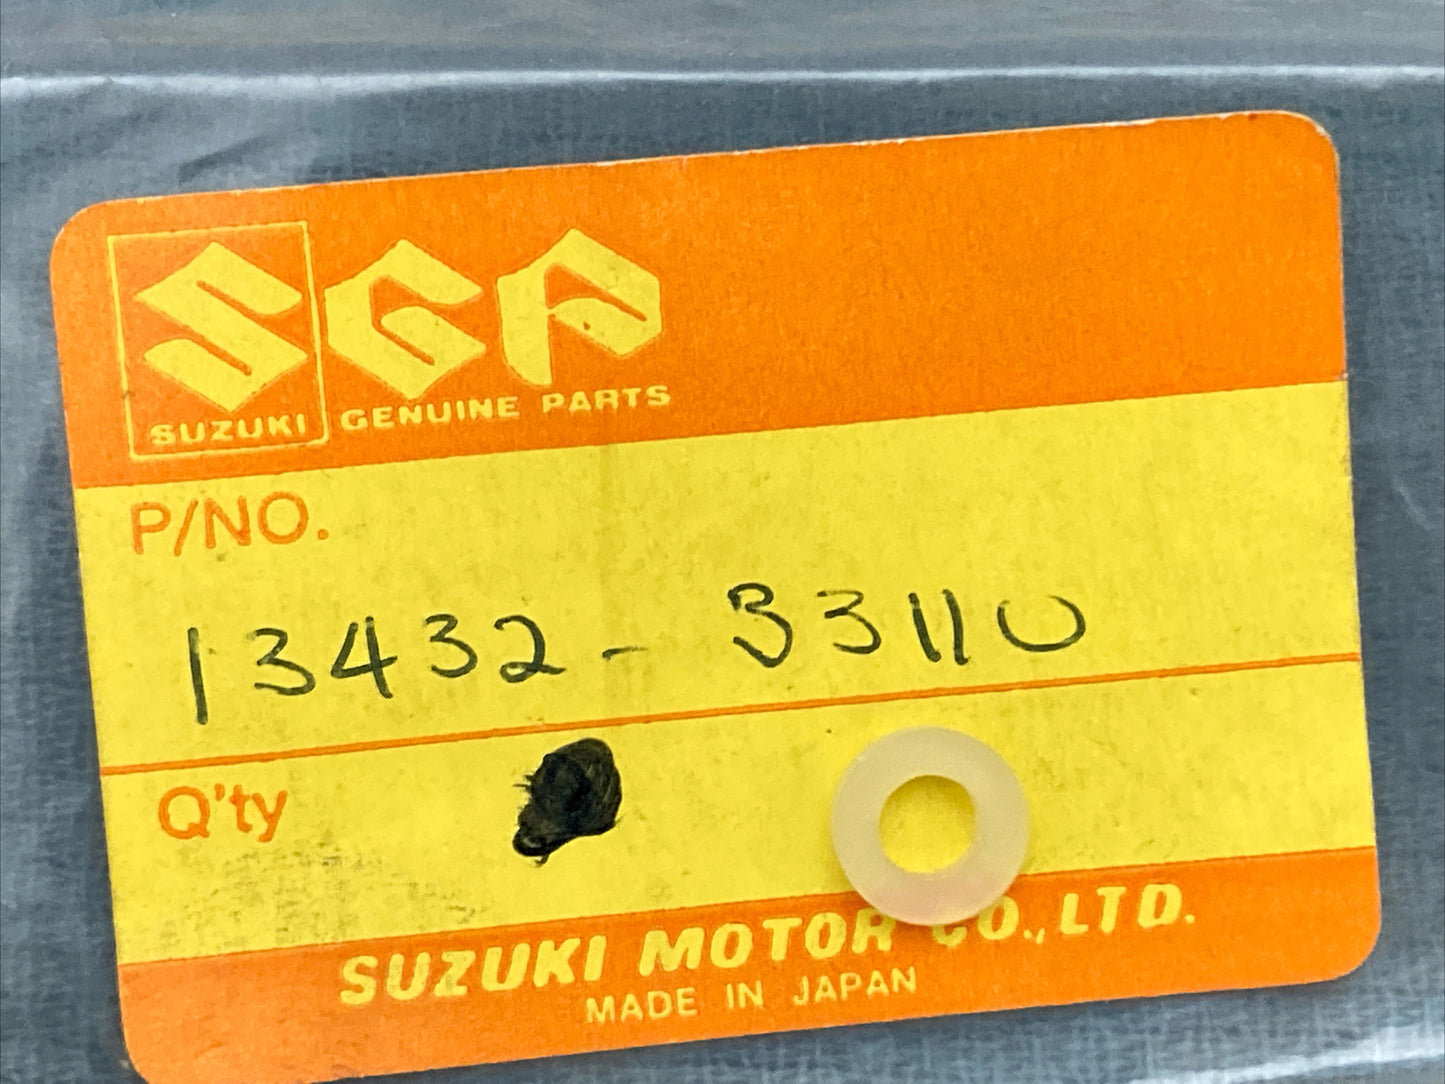 SGP
SUZUKI GENUINE PARTS
P/NO.
13432-33110
Q'ty
SUZUKI MOTOR CO., LTD.
MADE IN JAPAN